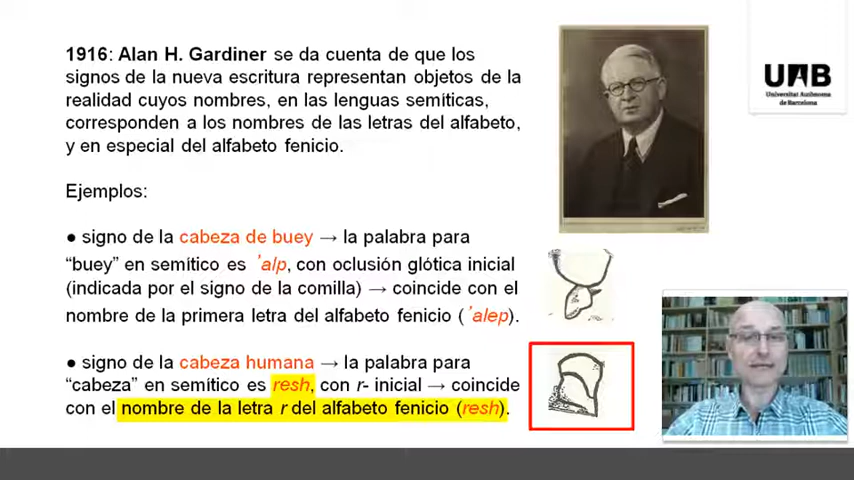 1916: Alan H. Gardiner se da cuenta de que los
signos de la nueva escritura representan objetos de la
realidad cuyos nombres, en las lenguas semíticas,
corresponden a los nombres de las letras del alfabeto,
y en especial del alfabeto fenicio.
Ejemplos:
● signo de la cabeza de buey → la palabra para
“buey” en semítico es ʼalp, con oclusión glótica inicial
(indicada por el signo de la comilla) → coincide con el
nombre de la primera letra del alfabeto fenicio (ʼalep).
● signo de la cabeza humana → la palabra para
“cabeza” en semítico es resh, con r- inicial → coincide
con el nombre de la letra r del alfabeto fenicio (resh).
UAB
Universitat Autònoma
de Barcelona